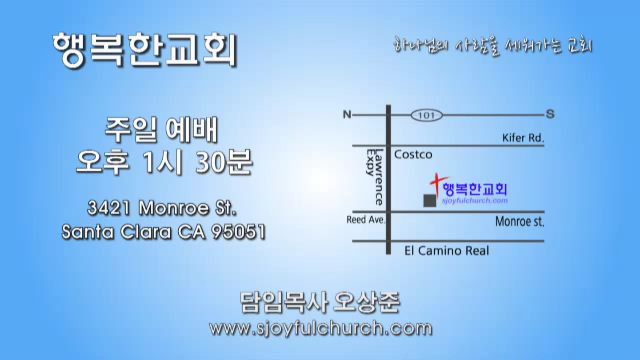 행복한교회
하나님의 사람을 세워가는 교회
주일 예배
오후 1시 30분
3421 Monroe St.
Santa Clara CA 95051
N
101
S
Kifer Rd.
Lawrence
Expy
Costco
행복한교회
sjoyfulchurch.com
Reed Ave.
Monroe st.
El Camino Real
담임목사 오상준
www.sjoyfulchurch.com